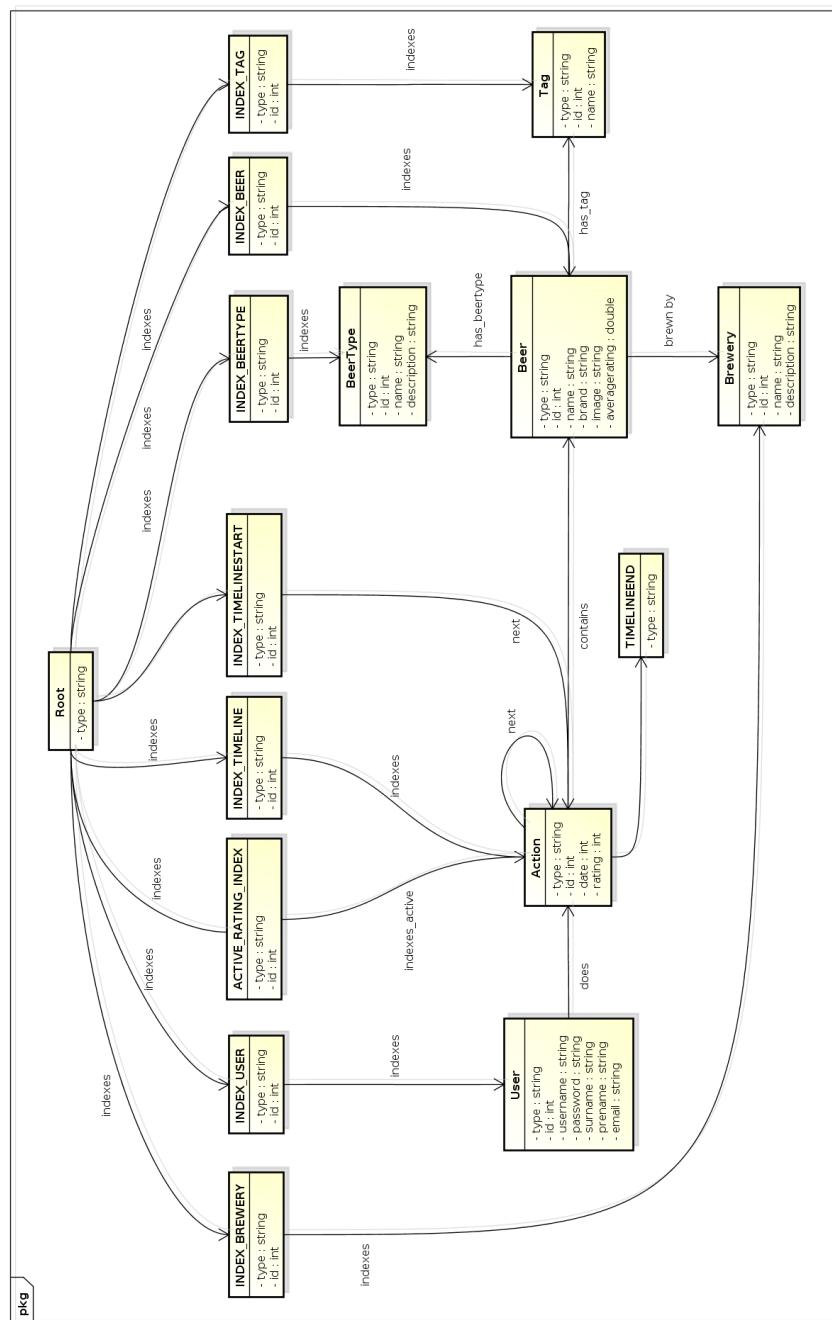 pkg
Root
- type : string
indexes
indexes
indexes
indexes
indexes
indexes
indexes
INDEX_BREWERY
- type : string
- id : int
INDEX_USER
- type : string
- id : int
ACTIVE_RATING_INDEX
- type : string
- id : int
INDEX_TIMELINE
- type : string
- id : int
INDEX_TIMELINESTART
- type : string
- id : int
INDEX_BEERTYPE
- type : string
- id : int
INDEX_BEER
- type : string
- id : int
INDEX_TAG
- type : string
- id : int
indexes
indexes
indexes_active
indexes
next
indexes
indexes
indexes
BeerType
- type : string
- id : int
- name : string
- description : string
has_beertype
User
- type : string
- id : int
- username : string
- password : string
- surname : string
- prename : string
- email : string
does
Action
- type : string
- id : int
- date : int
- rating : int
next
contains
Beer
- type : string
- id : int
- name : string
- brand : string
- image : string
- averagerating : double
has_tag
Tag
- type : string
- id : int
- name : string
TIMELINEEND
- type : string
brewn by
Brewery
- type : string
- id : int
- name : string
- description : string